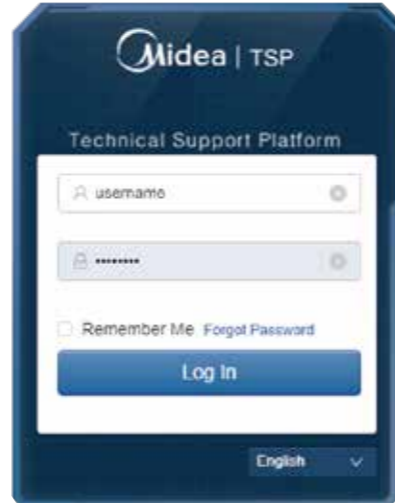 Midea | TSP
Technical Support Platform
username
••••••••
Remember Me Forgot Password
Log In
English